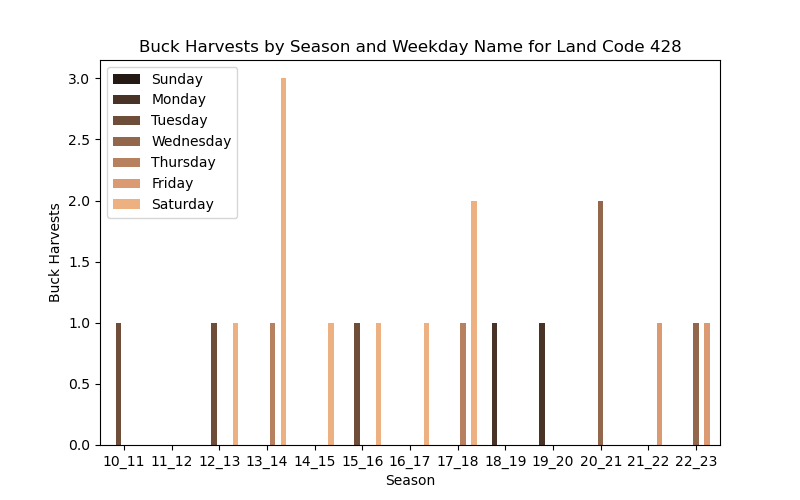 Buck Harvests by Season and Weekday Name for Land Code 428
Sunday
Monday
Tuesday
Wednesday
Thursday
Friday
Saturday
3.0
2.5
2.0
1.5
1.0
0.5
0.0
Buck Harvests
10_11 11_12 12_13 13_14 14_15 15_16 16_17 17_18 18_19 19_20 20_21 21_22 22_23
Season